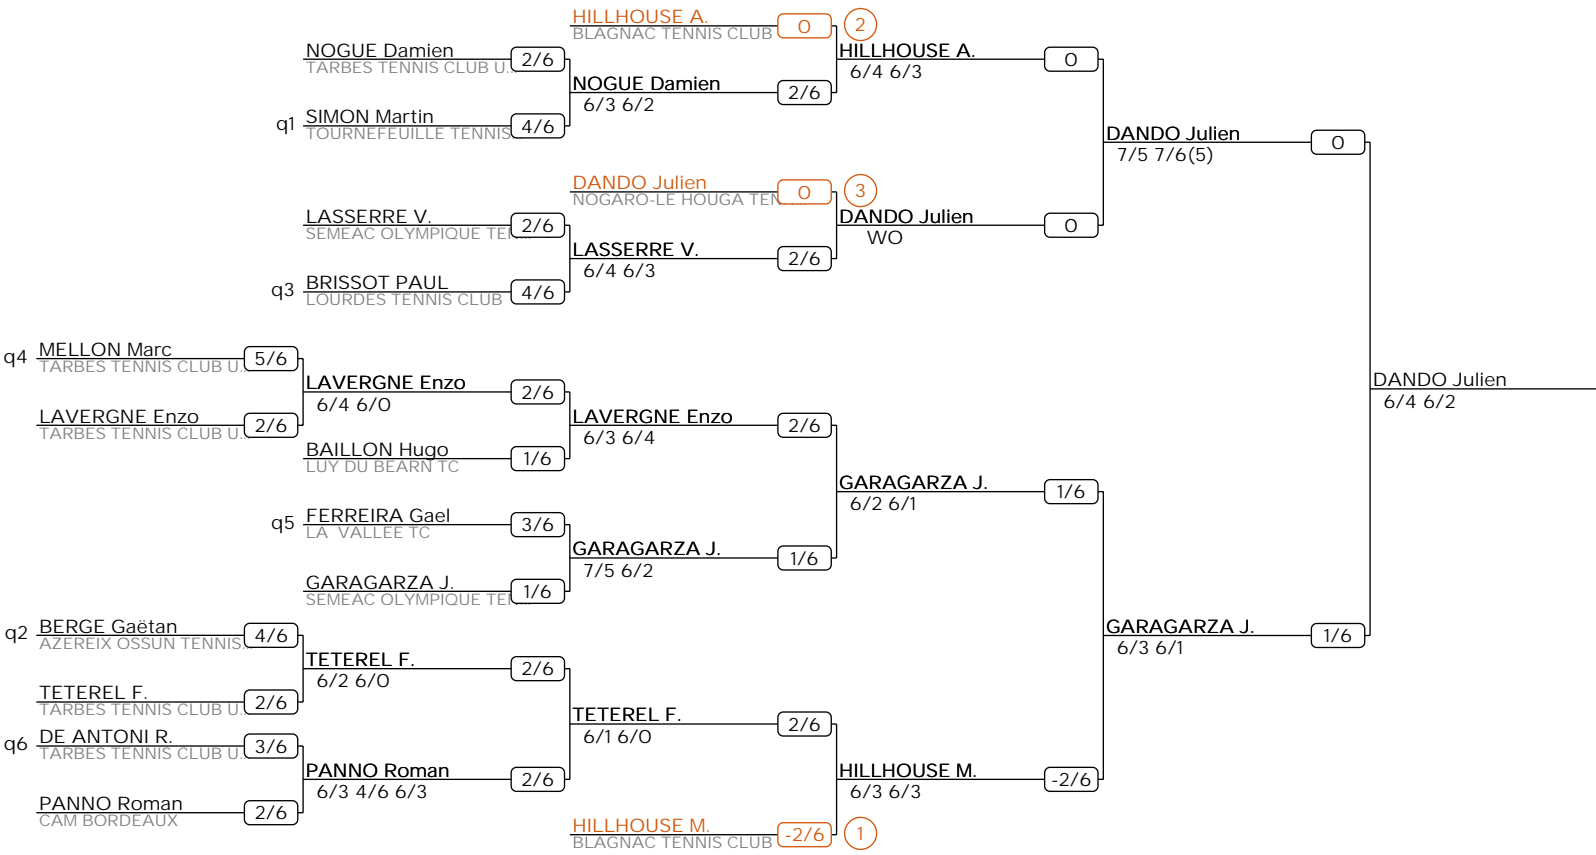 HILLHOUSE A. 0 2
BLAGNAC TENNIS CLUB
NOGUE Damien 2/6
TARBES TENNIS CLUB U...
HILLHOUSE A. 0
6/4 6/3
NOGUE Damien 2/6
6/3 6/2
q1 SIMON Martin 4/6
TOURNEFEUILLE TENNIS...
DANDO Julien 0
7/5 7/6(5)
DANDO Julien 0 3
NOGARO-LE HOUGA TEN...
LASSERRE V. 2/6
SEMEAC OLYMPIQUE TEN...
DANDO Julien 0
WO
LASSERRE V. 2/6
6/4 6/3
q3 BRISSOT PAUL 4/6
LOURDES TENNIS CLUB
q4 MELLON Marc 5/6
TARBES TENNIS CLUB U...
LAVERGNE Enzo 2/6
6/4 6/0
DANDO Julien
6/4 6/2
LAVERGNE Enzo 2/6
TARBES TENNIS CLUB U...
LAVERGNE Enzo 2/6
6/3 6/4
BAILLON Hugo 1/6
LUY DU BEARN TC
GARAGARZA J. 1/6
6/2 6/1
q5 FERREIRA Gael 3/6
LA VALLEE TC
GARAGARZA J. 1/6
7/5 6/2
GARAGARZA J. 1/6
SEMEAC OLYMPIQUE TEN...
q2 BERGE Gaëtan 4/6
AZEREIX OSSUN TENNIS...
GARAGARZA J. 1/6
6/3 6/1
TETEREL F. 2/6
6/2 6/0
TETEREL F. 2/6
TARBES TENNIS CLUB U...
TETEREL F. 2/6
6/1 6/0
q6 DE ANTONI R. 3/6
TARBES TENNIS CLUB U...
PANNO Roman 2/6
6/3 4/6 6/3
HILLHOUSE M. -2/6
6/3 6/3
PANNO Roman 2/6
CAM BORDEAUX
HILLHOUSE M. -2/6 1
BLAGNAC TENNIS CLUB